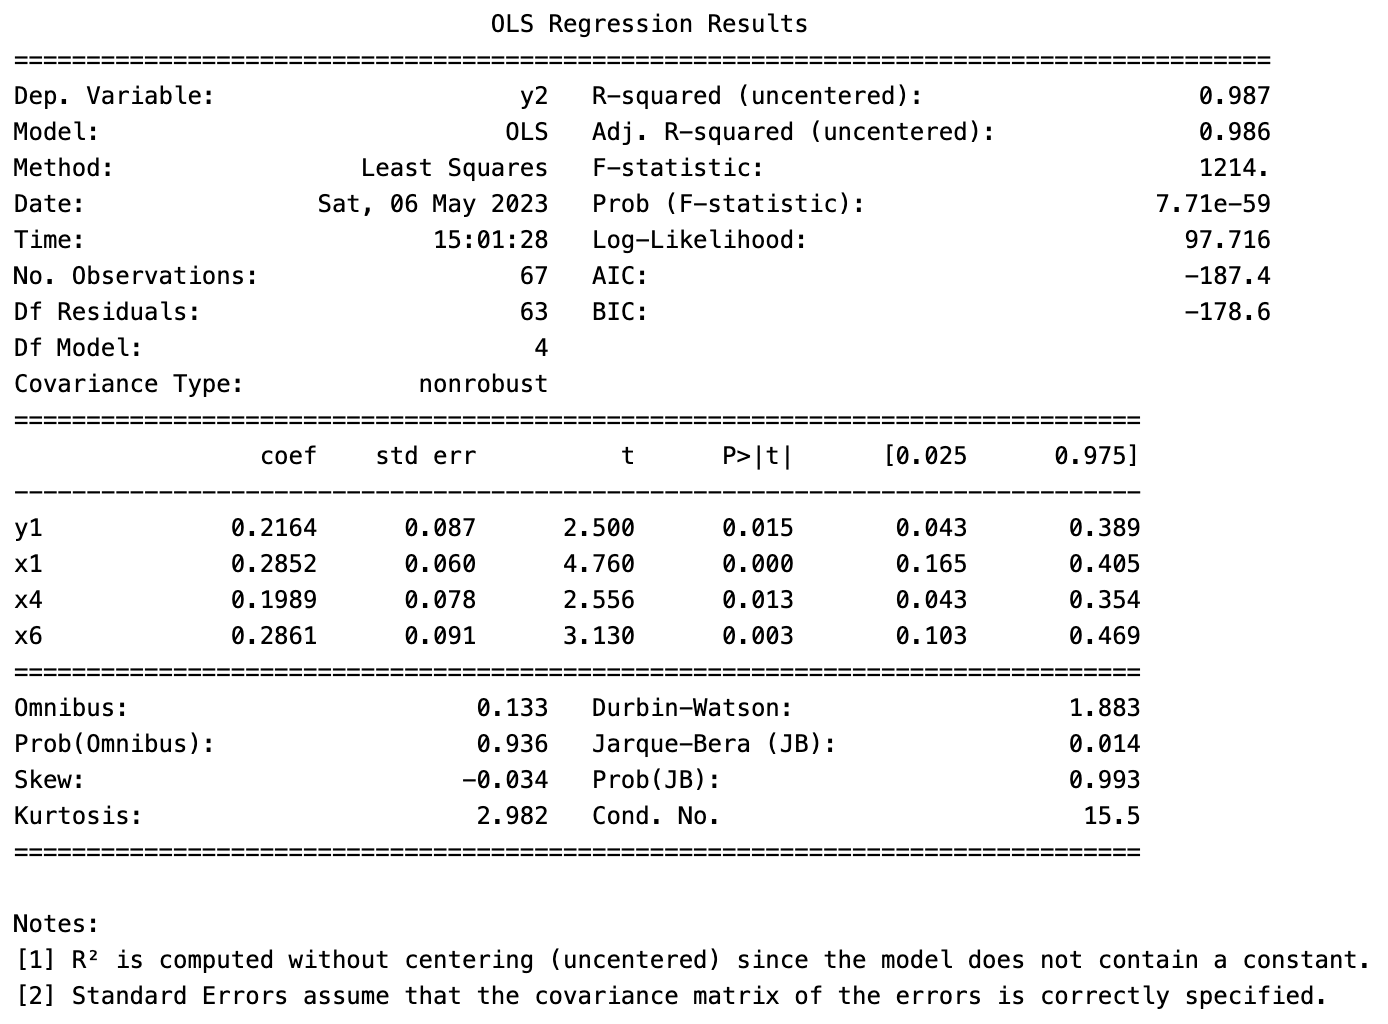 OLS Regression Results
==============================================================================
Dep. Variable: y2 R-squared (uncentered): 0.987
Model: OLS Adj. R-squared (uncentered): 0.986
Method: Least Squares F-statistic: 1214.
Date: Sat, 06 May 2023 Prob (F-statistic): 7.71e-59
Time: 15:01:28 Log-Likelihood: 97.716
No. Observations: 67 AIC: -187.4
Df Residuals: 63 BIC: -178.6
Df Model: 4
Covariance Type: nonrobust
==============================================================================
coef std err t P>|t| [0.025 0.975]
------------------------------------------------------------------------------
y1 0.2164 0.087 2.500 0.015 0.043 0.389
x1 0.2852 0.060 4.760 0.000 0.165 0.405
x4 0.1989 0.078 2.556 0.013 0.043 0.354
x6 0.2861 0.091 3.130 0.003 0.103 0.469
==============================================================================
Omnibus: 0.133 Durbin-Watson: 1.883
Prob(Omnibus): 0.936 Jarque-Bera (JB): 0.014
Skew: -0.034 Prob(JB): 0.993
Kurtosis: 2.982 Cond. No. 15.5
==============================================================================
Notes:
[1] R² is computed without centering (uncentered) since the model does not contain a constant.
[2] Standard Errors assume that the covariance matrix of the errors is correctly specified.